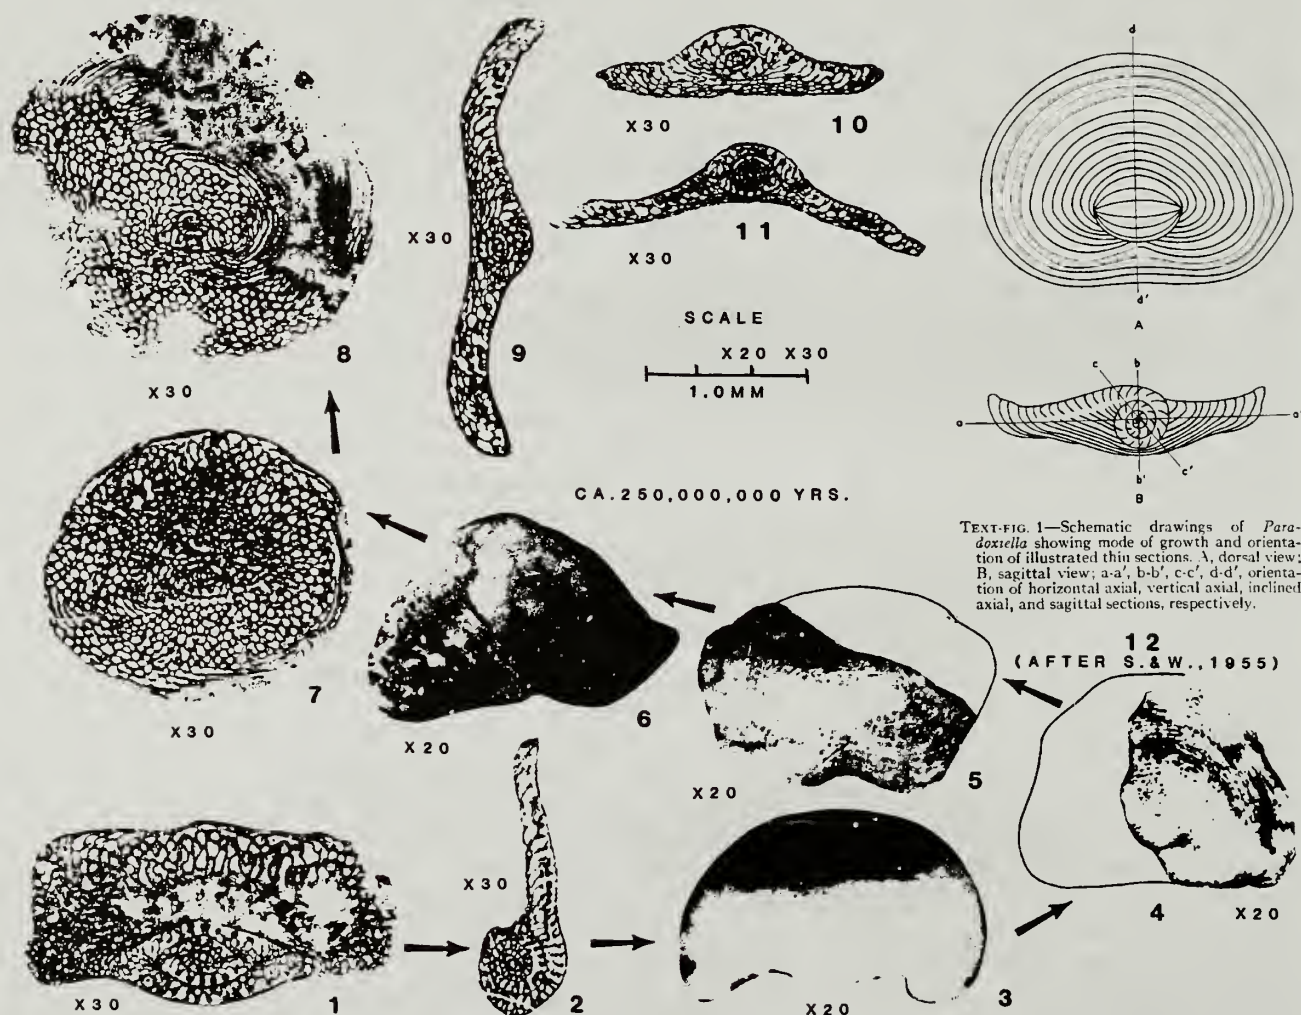 d
X30
10
X30
9
11
X30
8
X30
SCALE
X20 X30
1.0MM
d'
A
c
b
a
a'
c'
b'
B
CA.250,000,000 YRS.
TEXT-FIG. 1—Schematic drawings of Para-
doxiella showing mode of growth and orienta-
tion of illustrated thin sections. A, dorsal view;
B, sagittal view; a-a', b-b', c-c', d-d', orienta-
tion of horizontal axial, vertical axial, inclined
axial, and sagittal sections, respectively.
12
(AFTER S.&W.,1955)
7
X30
6
X20
5
X20
4
X20
X30
1
X30
2
3
X20